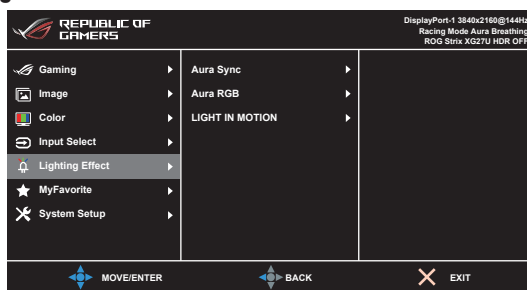 REPUBLIC OF
GAMERS
DisplayPort-1 3840x2160@144Hz
Racing Mode Aura Breathing
ROG Strix XG27U HDR OFF
Gaming
Image
Color
Input Select
Lighting Effect
MyFavorite
System Setup
Aura Sync
Aura RGB
LIGHT IN MOTION
MOVE/ENTER
BACK
EXIT